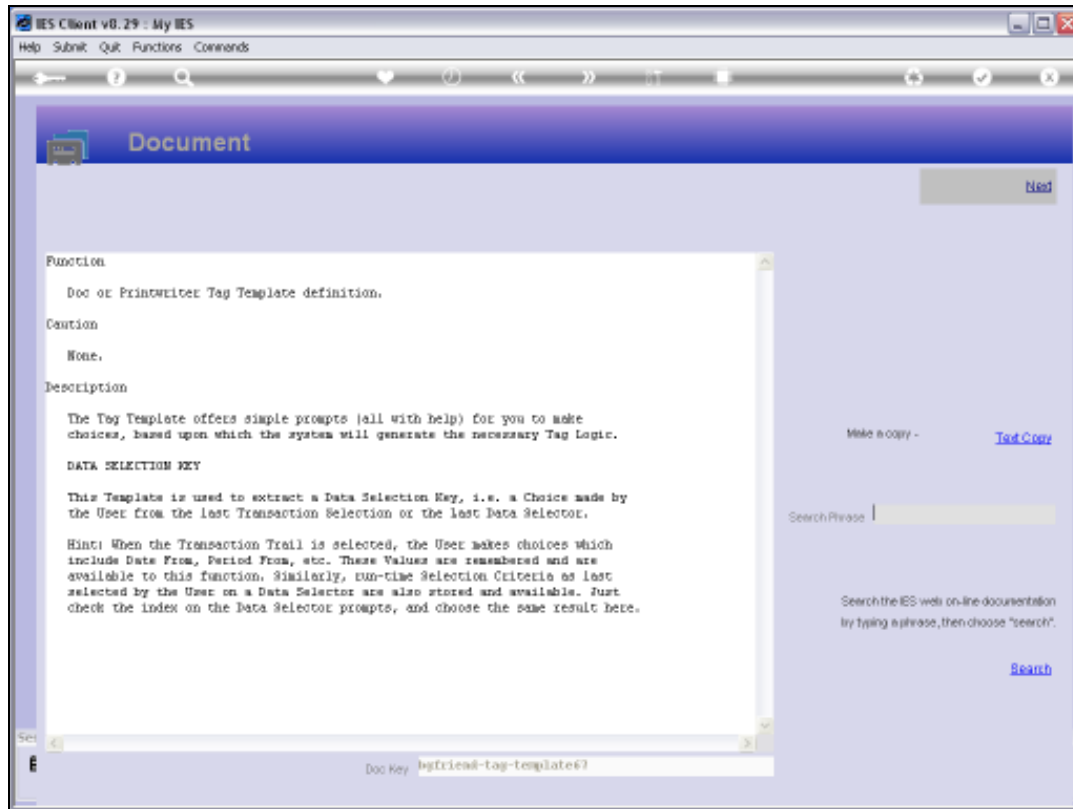 IES Client v8.29 : My IES
Help Submit Quit Functions Commands
Document
Next
Function
Doc or Printwriter Tag Template definition.
Caution
None.
Description
The Tag Template offers simple prompts (all with help) for you to make
choices, based upon which the system will generate the necessary Tag Logic.
DATA SELECTION KEY
This Template is used to extract a Data Selection Key, i.e. a Choice made by
the User from the last Transaction Selection or the last Data Selector.
Hint: When the Transaction Trail is selected, the User makes choices which
include Date From, Period From, etc. These Values are remembered and are
available to this function. Similarly, run-time Selection Criteria as last
selected by the User on a Data Selector are also stored and available. Just
check the index on the Data Selector prompts, and choose the same result here.
Make a copy -
Text Copy
Search Phrase
Search the IES web on-line documentation
by typing a phrase, then choose "search".
Search
Doc Key